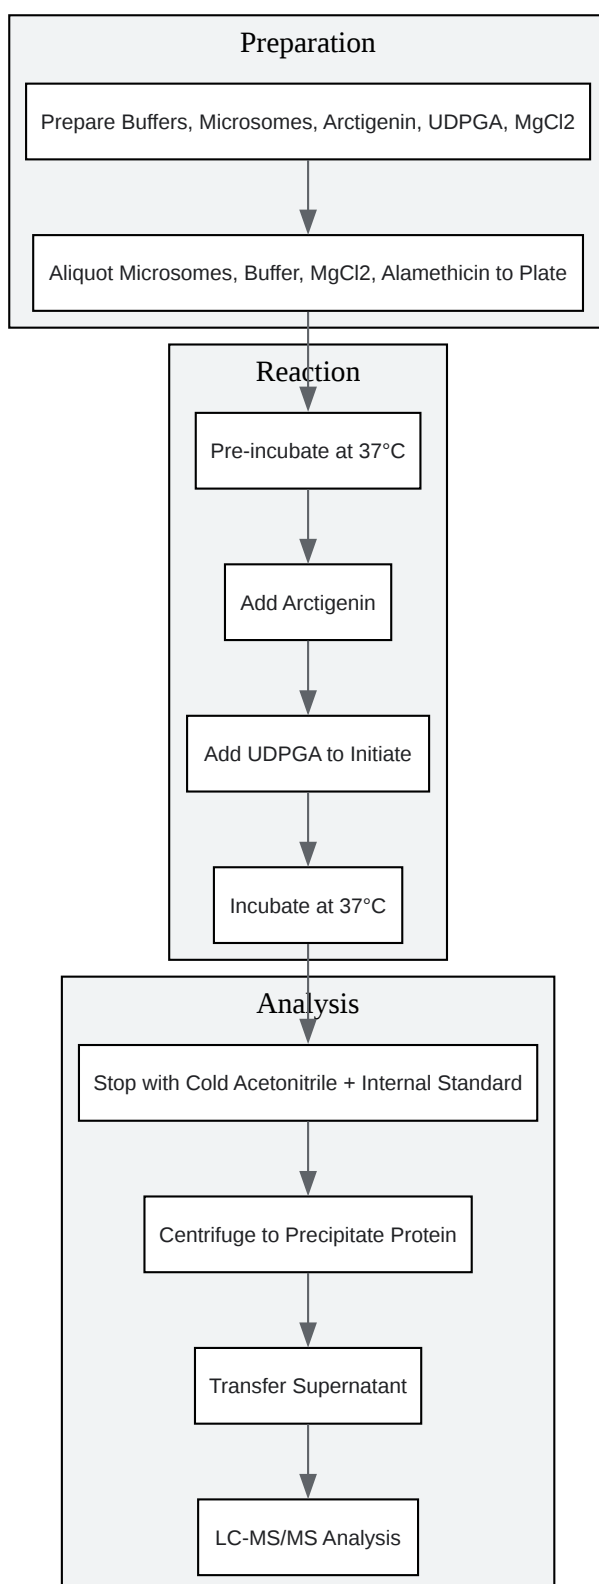 Preparation
Prepare Buffers, Microsomes, Arctigenin, UDPGA, MgCl2
Aliquot Microsomes, Buffer, MgCl2, Alamethicin to Plate
Reaction
Pre-incubate at 37°C
Add Arctigenin
Add UDPGA to Initiate
Incubate at 37°C
Analysis
Stop with Cold Acetonitrile + Internal Standard
Centrifuge to Precipitate Protein
Transfer Supernatant
LC-MS/MS Analysis